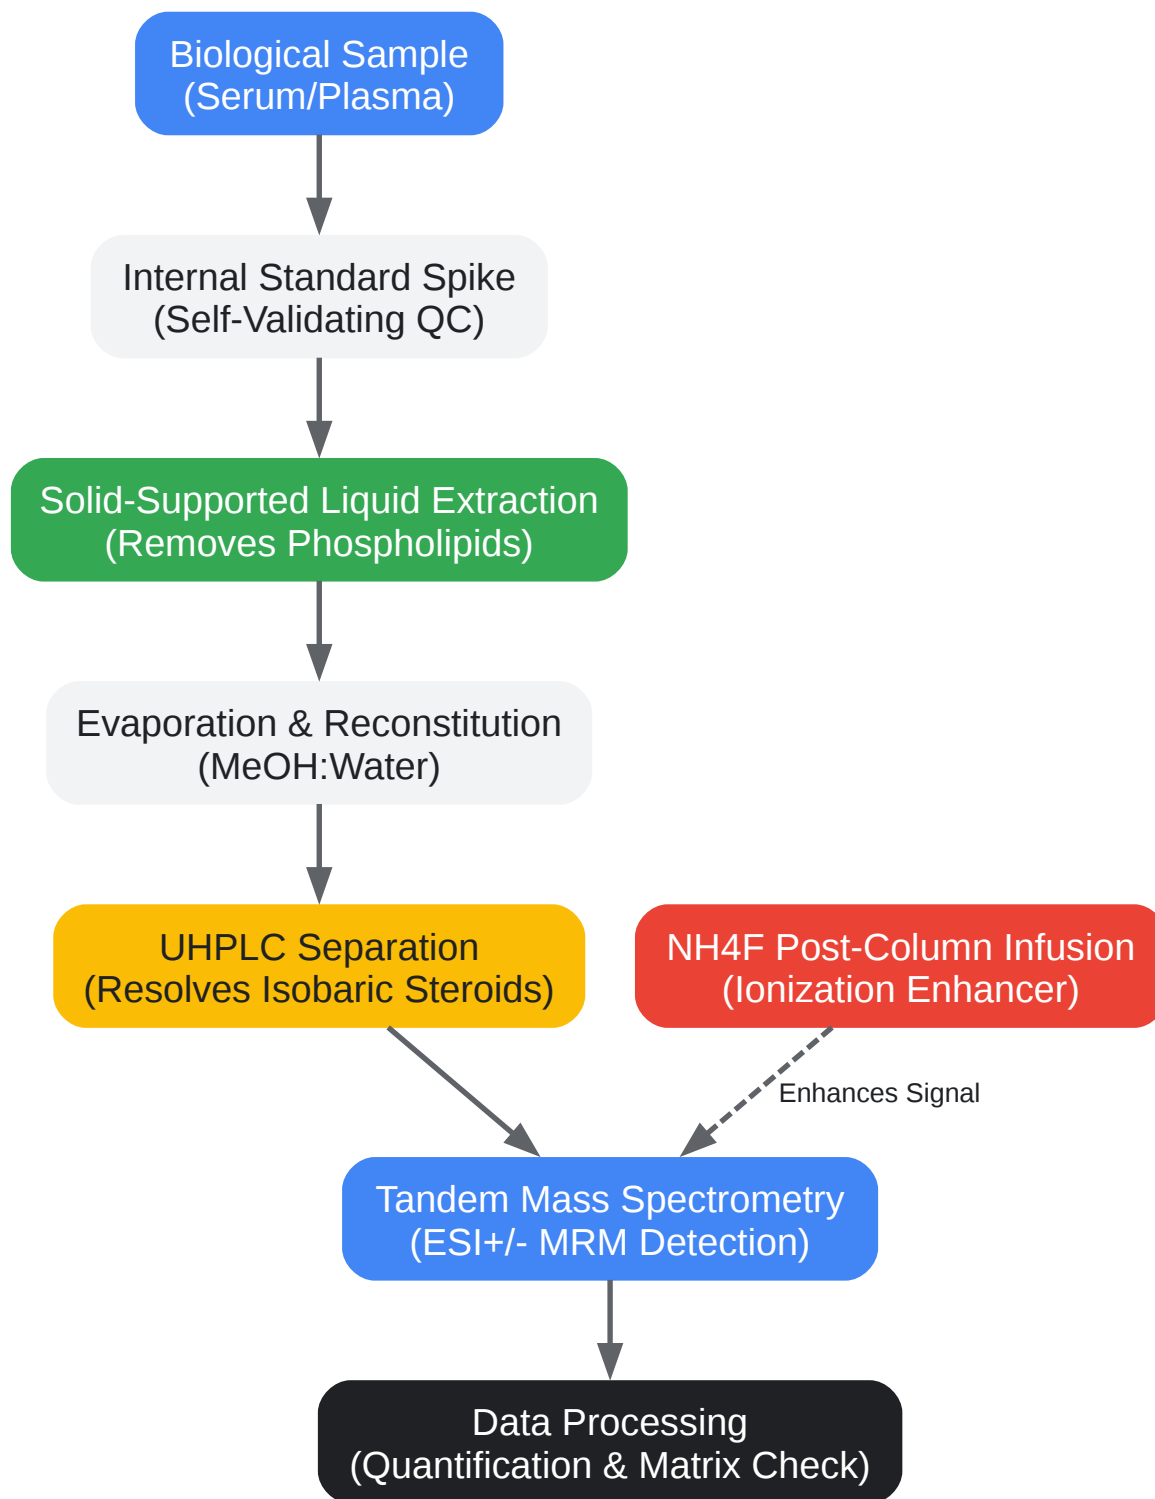 Biological Sample
(Serum/Plasma)
Internal Standard Spike
(Self-Validating QC)
Solid-Supported Liquid Extraction
(Removes Phospholipids)
Evaporation & Reconstitution
(MeOH:Water)
UHPLC Separation
(Resolves Isobaric Steroids)
NH4F Post-Column Infusion
(Ionization Enhancer)
Enhances Signal
Tandem Mass Spectrometry
(ESI+/- MRM Detection)
Data Processing
(Quantification & Matrix Check)